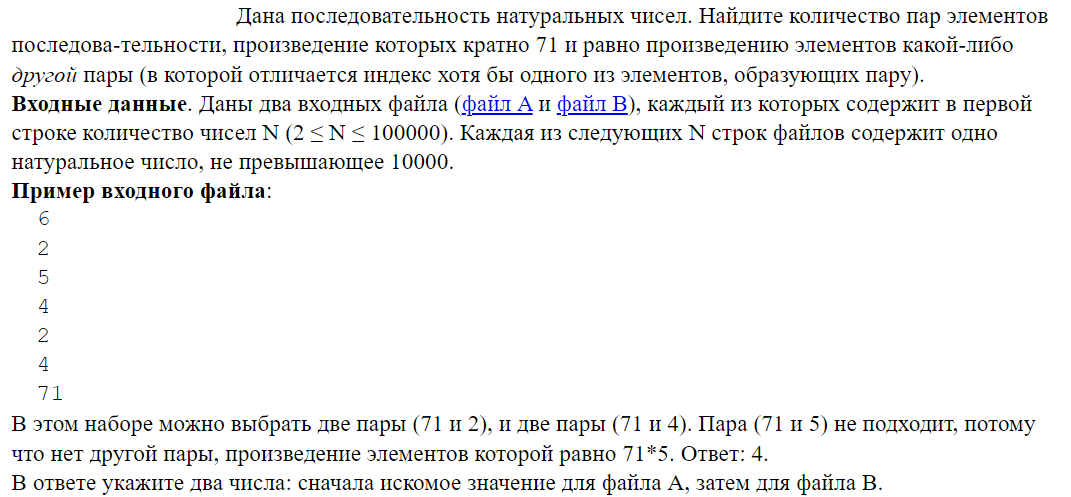 Дана последовательность натуральных чисел. Найдите количество пар элементов
последова-тельности, произведение которых кратно 71 и равно произведению элементов какой-либо
другой пары (в которой отличается индекс хотя бы одного из элементов, образующих пару).
Входные данные. Даны два входных файла (файл A и файл B), каждый из которых содержит в первой
строке количество чисел N (2 ≤ N ≤ 100000). Каждая из следующих N строк файлов содержит одно
натуральное число, не превышающее 10000.
Пример входного файла:
6
2
5
4
2
4
71
В этом наборе можно выбрать две пары (71 и 2), и две пары (71 и 4). Пара (71 и 5) не подходит, потому
что нет другой пары, произведение элементов которой равно 71*5. Ответ: 4.
В ответе укажите два числа: сначала искомое значение для файла A, затем для файла B.